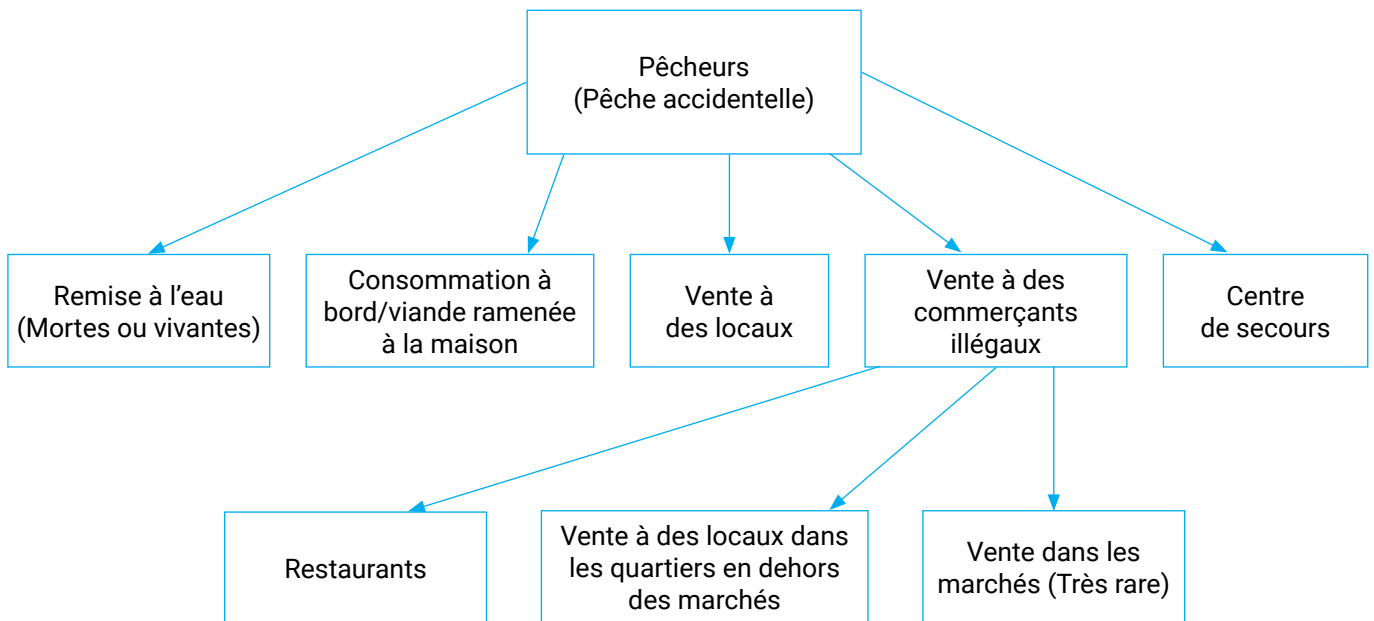 Pêcheurs
(Pêche accidentelle)
Remise à l’eau
(Mortes ou vivantes)
Consommation à
bord/viande ramenée
à la maison
Vente à
des locaux
Vente à des
commerçants
illégaux
Centre
de secours
Restaurants
Vente à des locaux dans
les quartiers en dehors
des marchés
Vente dans les
marchés (Très rare)